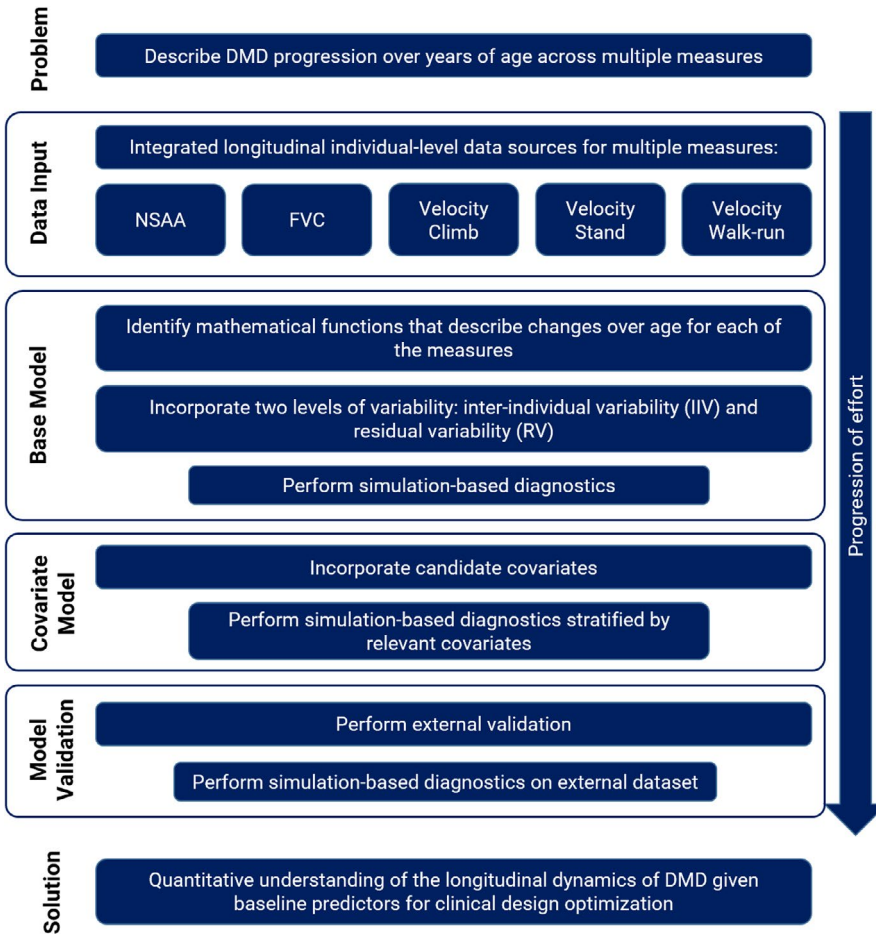 Problem
Describe DMD progression over years of age across multiple measures
Data Input
Integrated longitudinal individual-level data sources for multiple measures:
NSAA
FVC
Velocity
Climb
Velocity
Stand
Velocity
Walk-run
Base Model
Identify mathematical functions that describe changes over age for each of
the measures
Incorporate two levels of variability: inter-individual variability (IIV) and
residual variability (RV)
Perform simulation-based diagnostics
Covariate
Model
Incorporate candidate covariates
Perform simulation-based diagnostics stratified by
relevant covariates
Model
Validation
Perform external validation
Perform simulation-based diagnostics on external dataset
Solution
Quantitative understanding of the longitudinal dynamics of DMD given
baseline predictors for clinical design optimization
Progression of effort